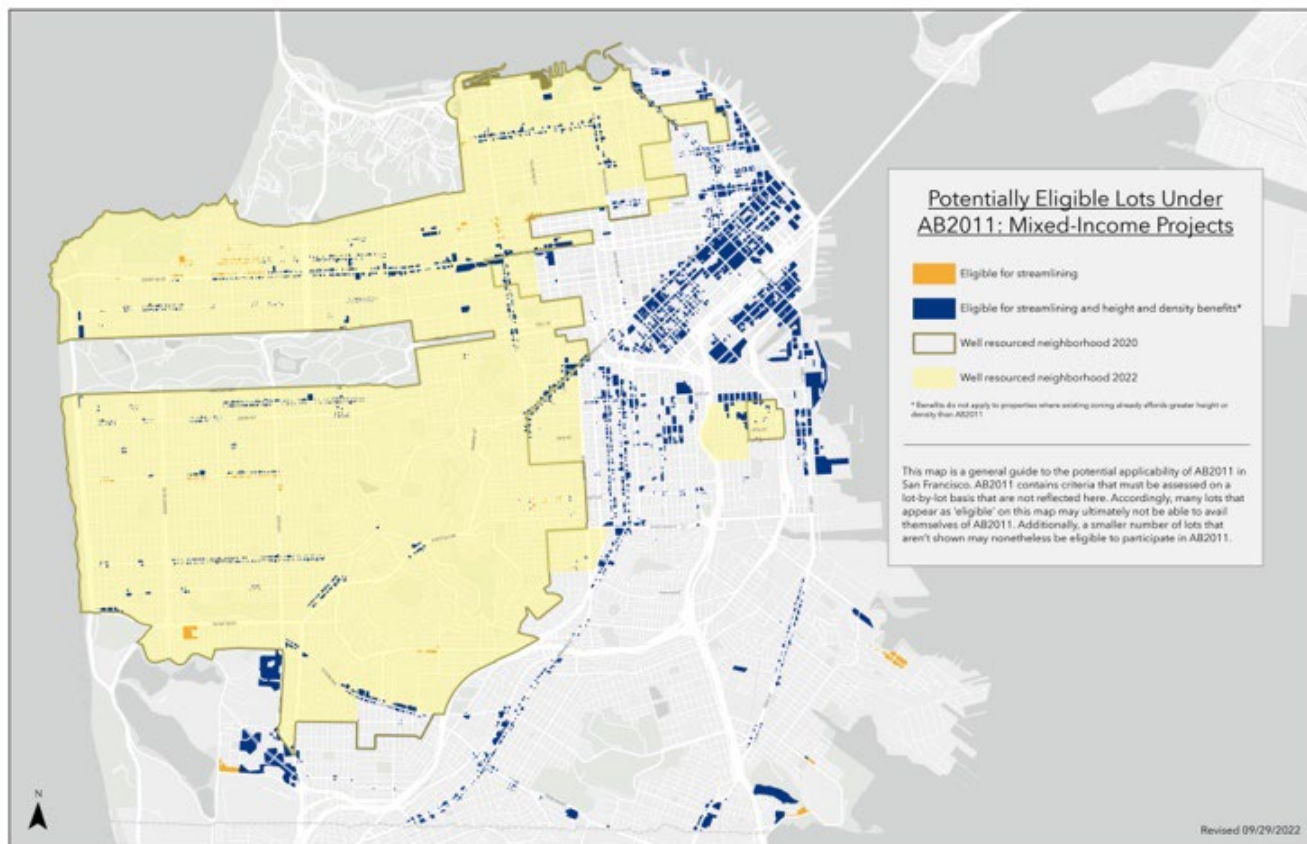 Potentially Eligible Lots Under
AB2011: Mixed-Income Projects
Eligible for streamlining
Eligible for streamlining and height and density benefits*
Well resourced neighborhood 2020
Well resourced neighborhood 2022
* Benefits do not apply to properties where existing zoning already affords greater height or
density than AB2011
This map is a general guide to the potential applicability of AB2011 in
San Francisco. AB2011 contains criteria that must be assessed on a
lot-by-lot basis that are not reflected here. Accordingly, many lots that
appear as 'eligible' on this map may ultimately not be able to avail
themselves of AB2011. Additionally, a smaller number of lots that
aren't shown may nonetheless be eligible to participate in AB2011.
N
Revised 09/29/2022